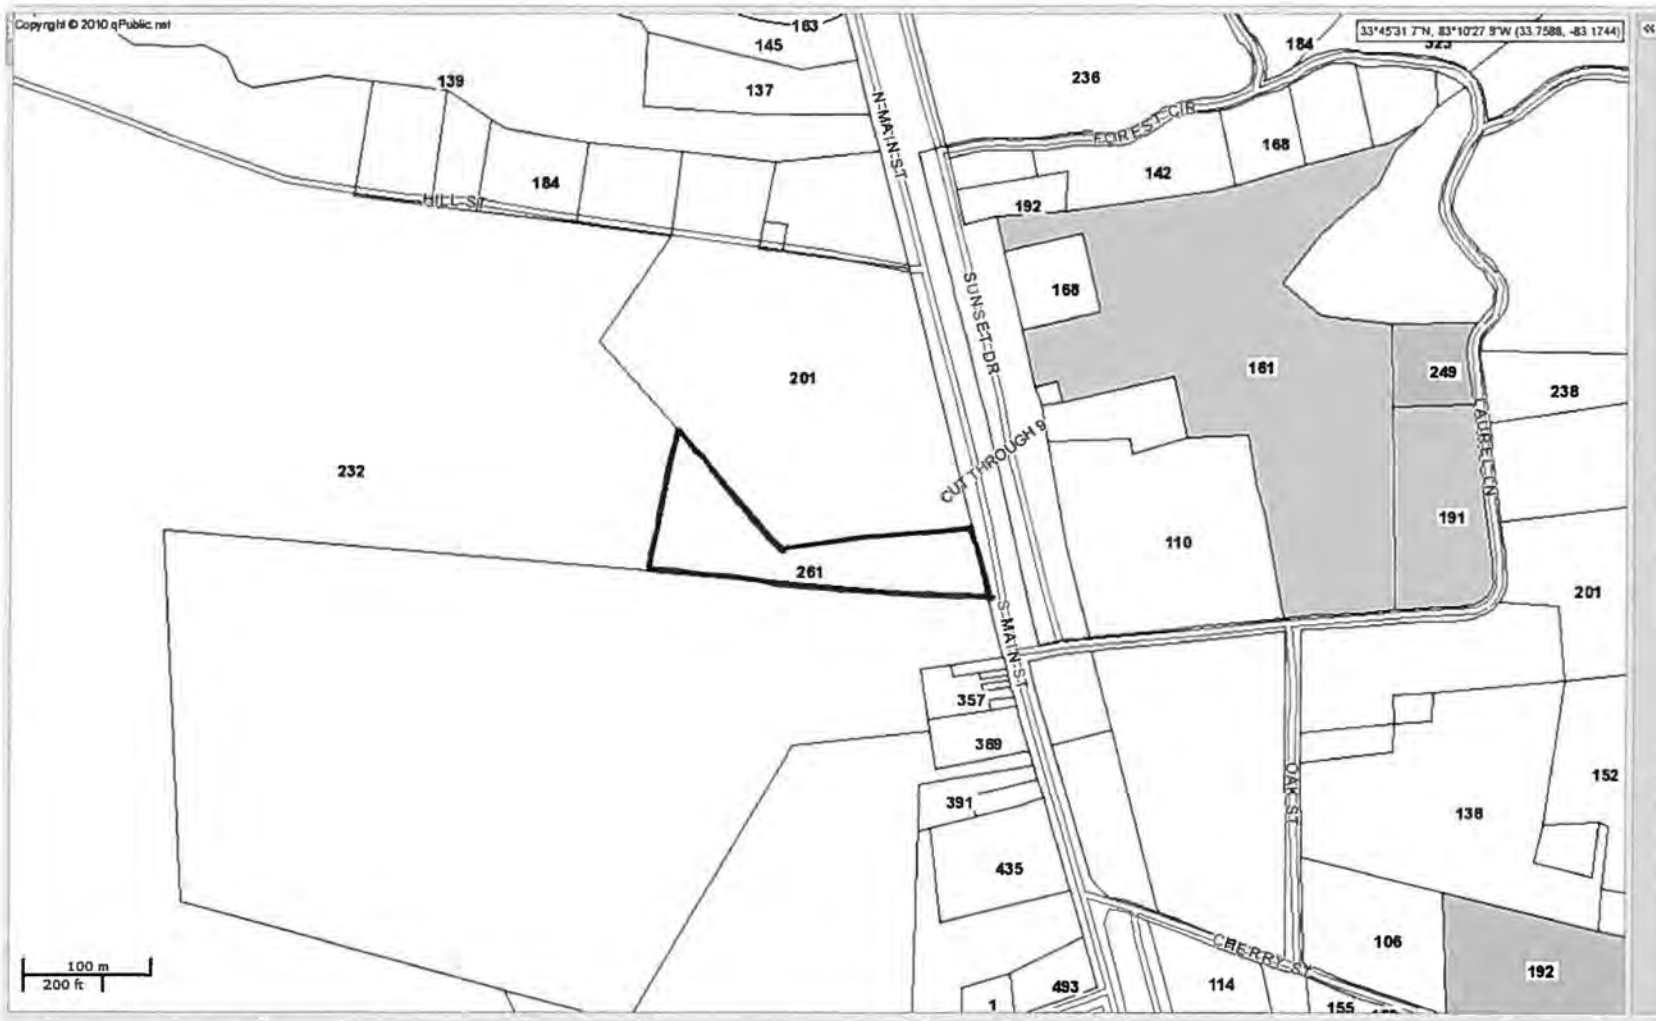 Copyright © 2010 qPublic.net
163
33°45'31.7"N, 83°10'27.9"W (33.7588, -83.1744)
«
145
184
323
139
137
236
N MAIN ST
FOREST CIR
168
142
184
HILL ST
192
168
SUNSET DR
201
161
249
238
LAUREL LN
CUT THROUGH 9
232
191
110
261
201
S MAIN ST
357
389
152
391
OAK ST
138
435
CHERRY ST
106
192
100 m
200 ft
493
114
1
155